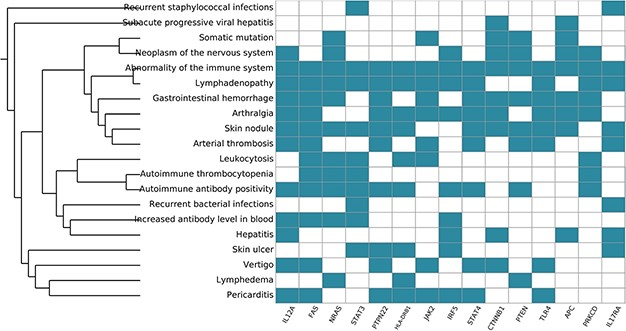 Recurrent staphylococcal infections
Subacute progressive viral hepatitis
Somatic mutation
Neoplasm of the nervous system
Abnormality of the immune system
Lymphadenopathy
Gastrointestinal hemorrhage
Arthralgia
Skin nodule
Arterial thrombosis
Leukocytosis
Autoimmune thrombocytopenia
Autoimmune antibody positivity
Recurrent bacterial infections
Increased antibody level in blood
Hepatitis
Skin ulcer
Vertigo
Lymphedema
Pericarditis
IL12A
FAS
NRAS
STAT3
PTPN22
HLA-DRB1
JAK2
IRF5
STAT4
CTNNB1
PTEN
TLR4
APC
PRKCD
IL17RA